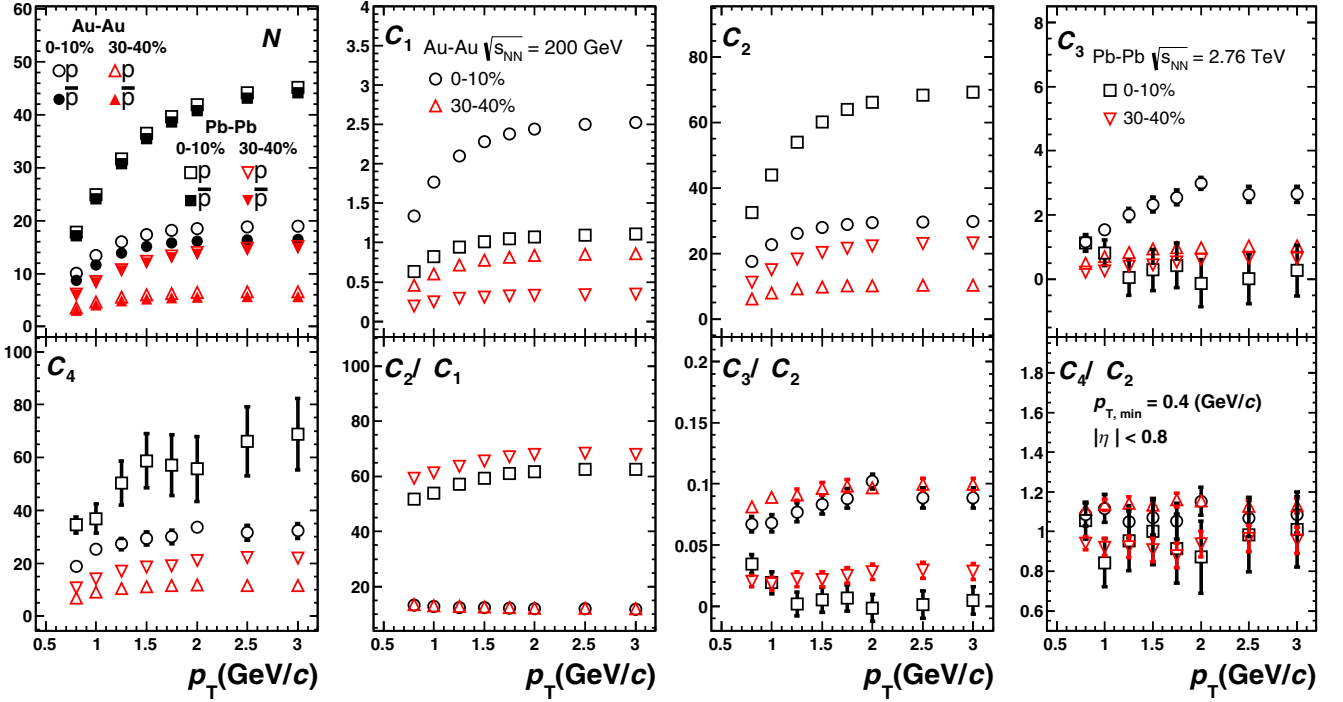 Au-Au
0-10% 30-40%
p p
p̅ p̅
N
Pb-Pb
0-10% 30-40%
p p
p̅ p̅
60
50
40
30
20
10
0
C₁
Au-Au √sNN = 200 GeV
0-10%
30-40%
4
3.5
3
2.5
2
1.5
1
0.5
0
C₂
80
60
40
20
0
C₃
Pb-Pb √sNN = 2.76 TeV
0-10%
30-40%
8
6
4
2
0
C₄
100
80
60
40
20
0
0.5 1 1.5 2 2.5 3
pT(GeV/c)
C₂/ C₁
100
80
60
40
20
0.5 1 1.5 2 2.5 3
pT(GeV/c)
C₃/ C₂
0.2
0.15
0.1
0.05
0
0.5 1 1.5 2 2.5 3
pT(GeV/c)
C₄/ C₂
pT, min = 0.4 (GeV/c)
|η| < 0.8
1.8
1.6
1.4
1.2
1
0.8
0.6
0.4
0.5 1 1.5 2 2.5 3
pT(GeV/c)